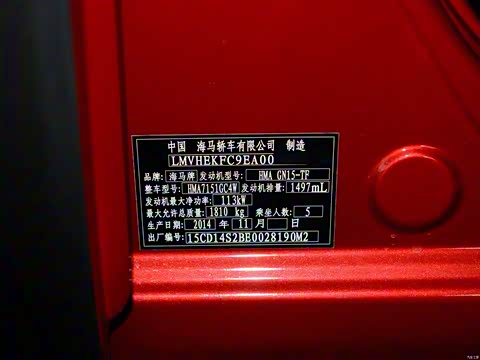 中国 海马轿车有限公司 制造
LMVHEKFC9EA00
品牌: 海马牌 发动机型号: HMA GN15-TF
整车型号: HMA7151GC4W 发动机排量: 1497mL
发动机最大净功率: 113kW
最大允许总质量: 1810 kg 乘坐人数: 5
生产日期: 2014 年 11 月 日
出厂编号: 15CD14S2BE0028190M2